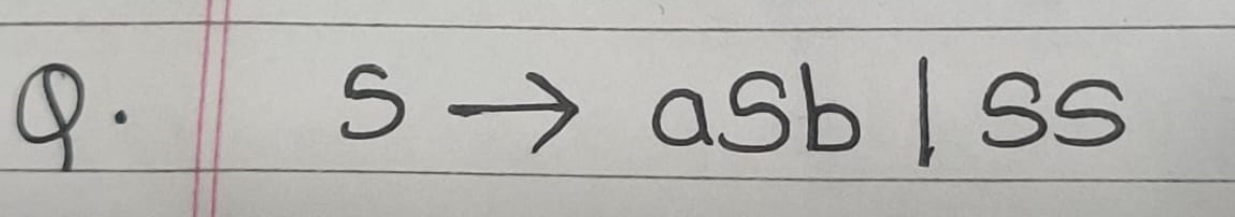 Q. S → aSb | SS